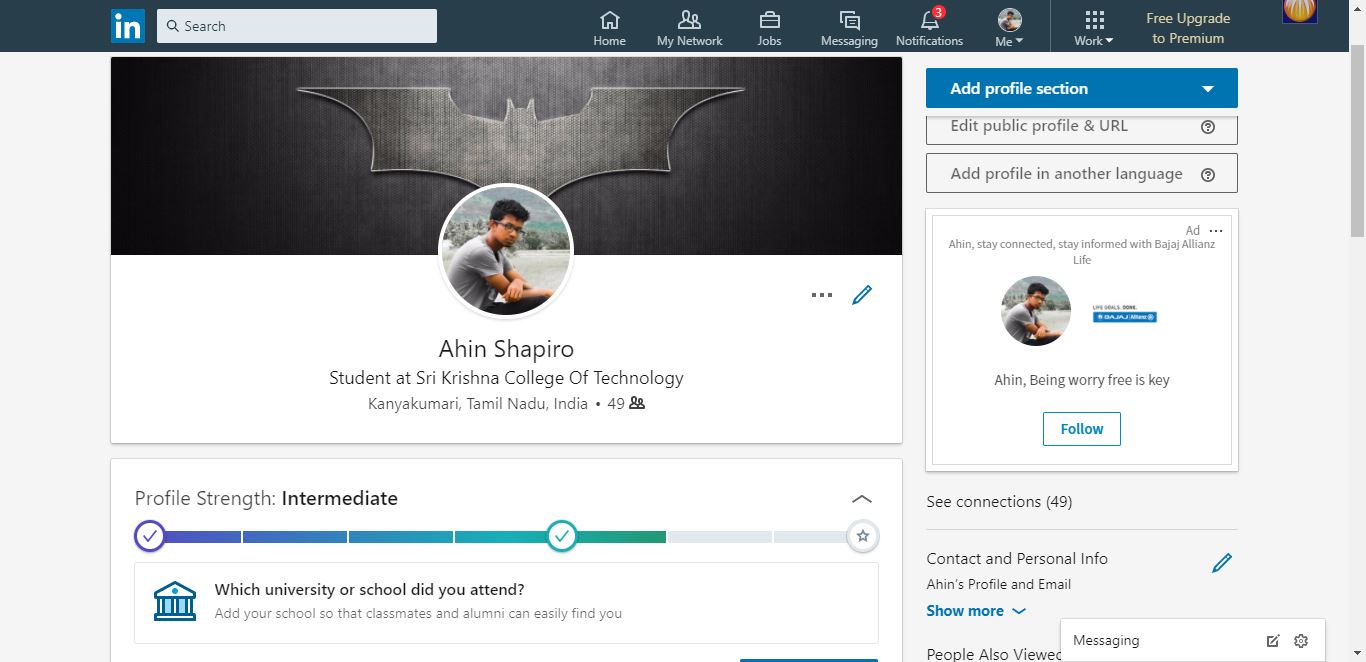 in
Search
Home
My Network
Jobs
Messaging
3
Notifications
Me
Work
Free Upgrade
to Premium
Add profile section
Edit public profile & URL
Add profile in another language
Ad
Ahin, stay connected, stay informed with Bajaj Allianz
Life
LIFE GOALS. DONE.
BAJAJ Allianz
Ahin, Being worry free is key
Follow
Ahin Shapiro
Student at Sri Krishna College Of Technology
Kanyakumari, Tamil Nadu, India • 49
Profile Strength: Intermediate
Which university or school did you attend?
Add your school so that classmates and alumni can easily find you
See connections (49)
Contact and Personal Info
Ahin's Profile and Email
Show more
People Also Viewed
Messaging